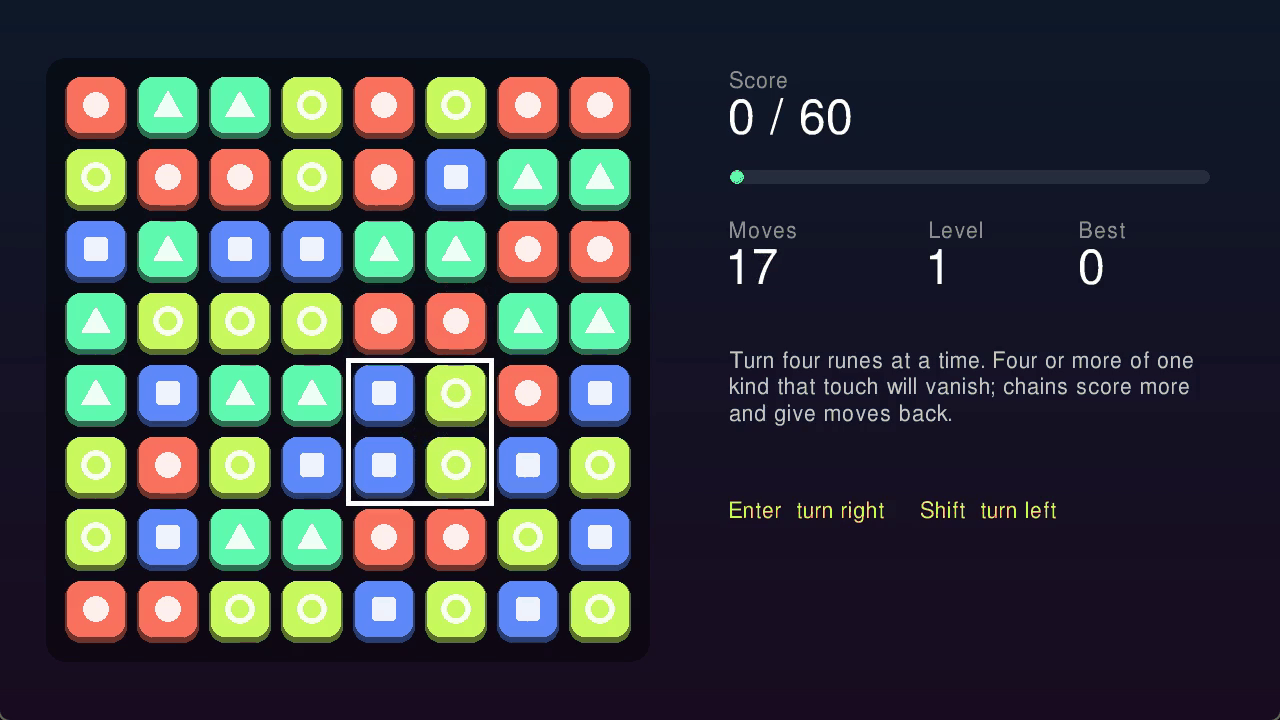 Score
0 / 60
Moves Level Best
17 1 0
Turn four runes at a time. Four or more of one
kind that touch will vanish; chains score more
and give moves back.
Enter turn right Shift turn left